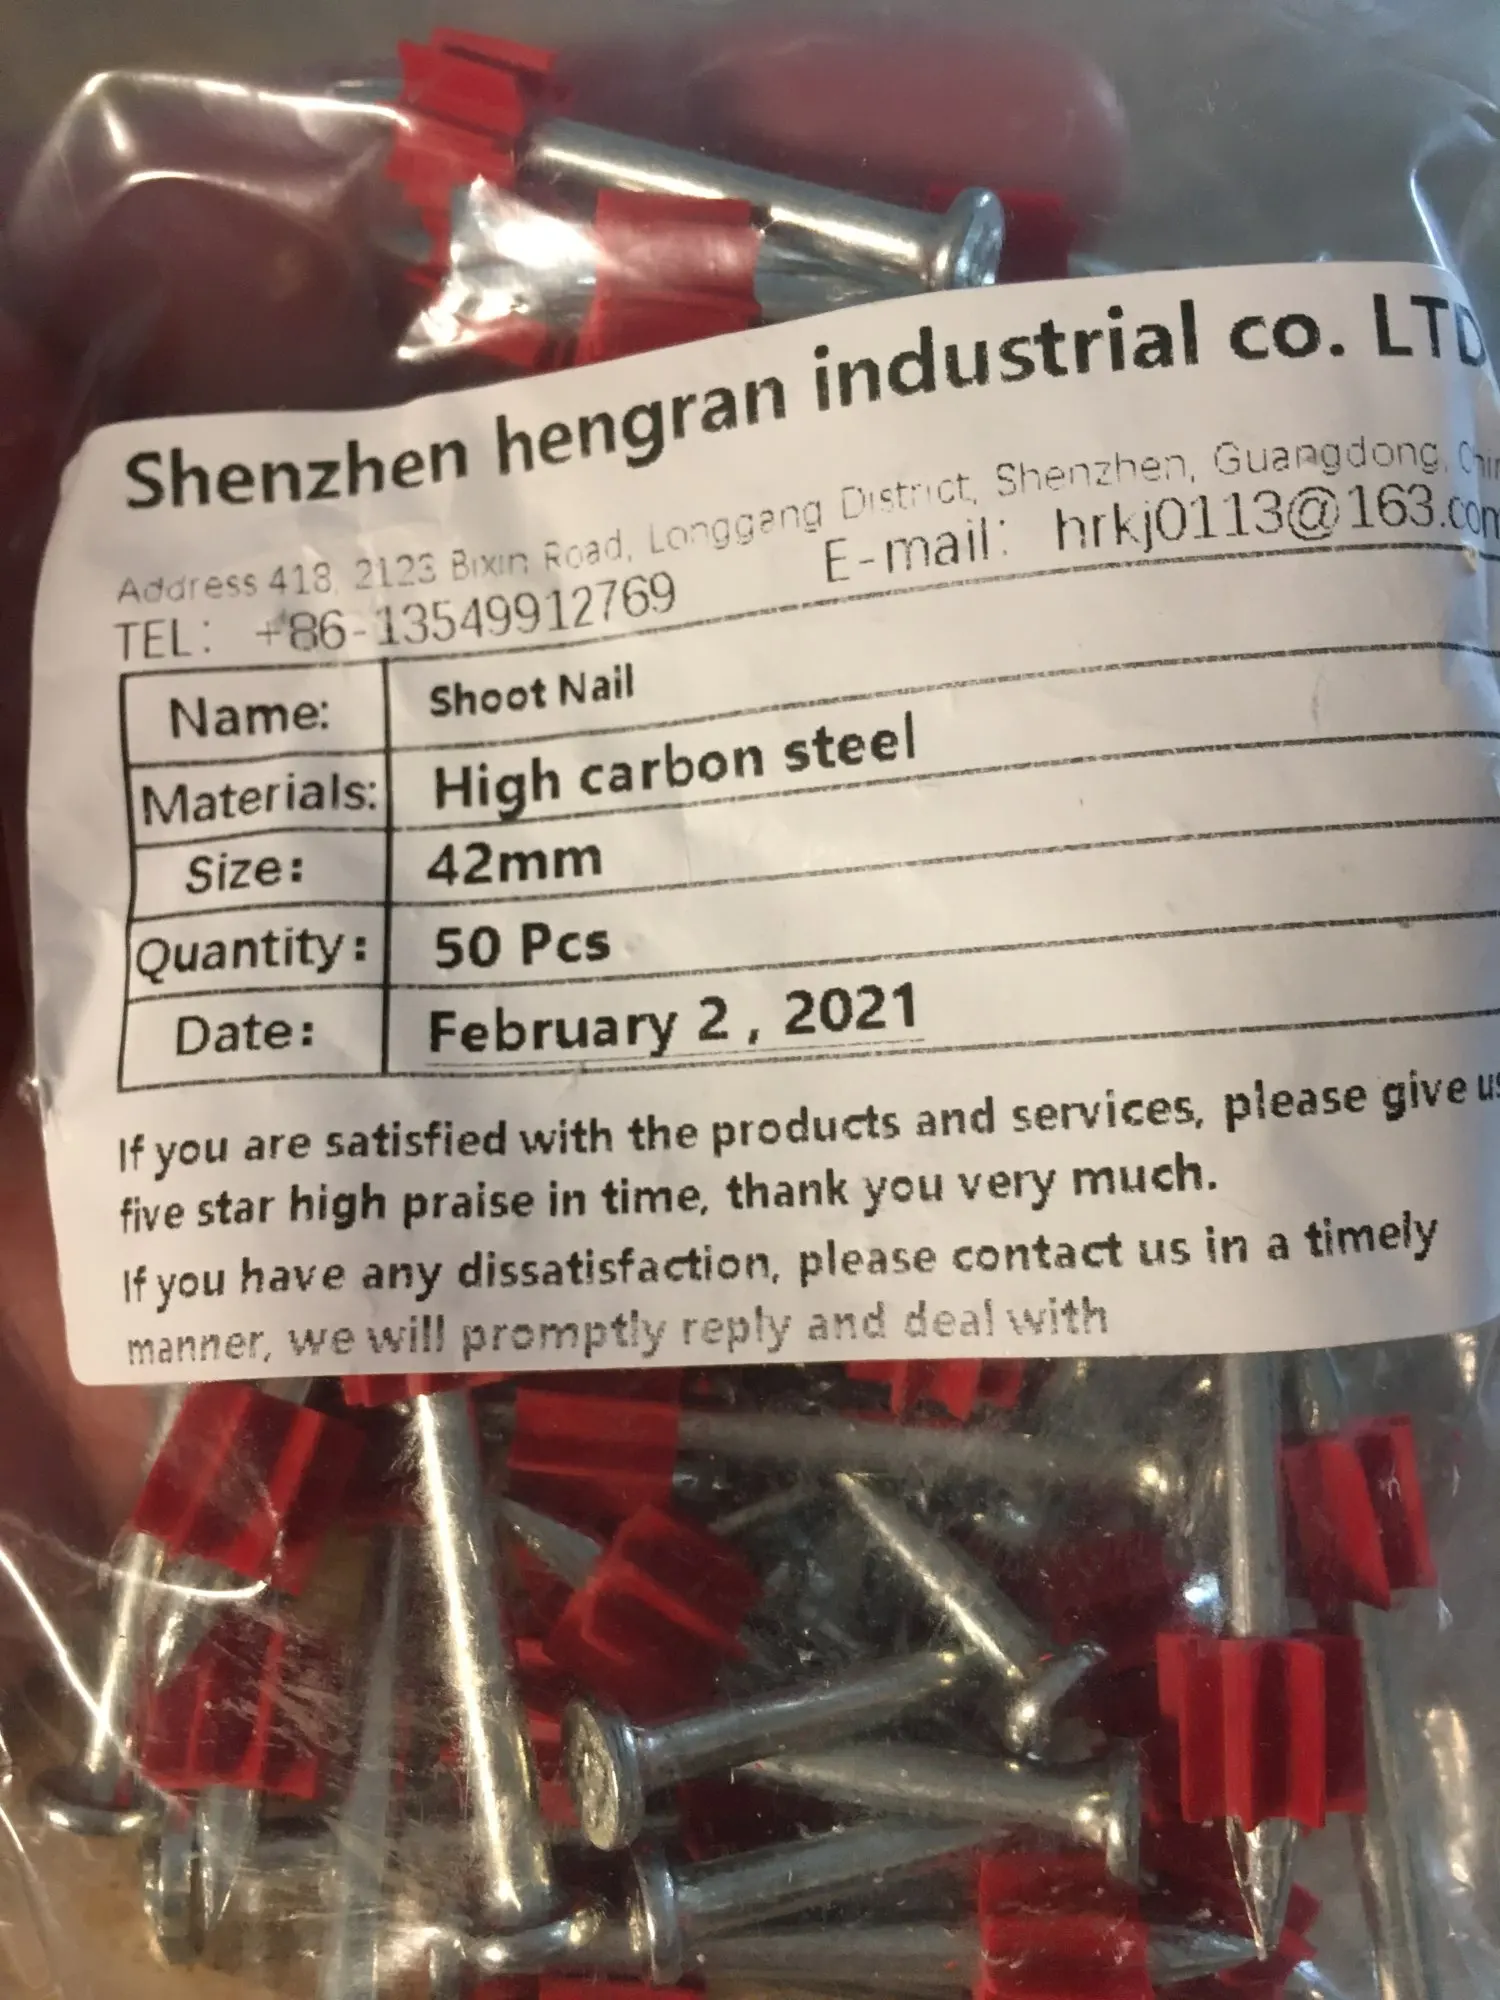 Shenzhen hengran industrial co. LTD
Address 418, 2123 Bixin Road, Longgang District, Shenzhen, Guangdong, Chin
TEL: +86-13549912769 E-mail: hrkj0113@163.com
Name: Shoot Nail
Materials: High carbon steel
Size: 42mm
Quantity: 50 Pcs
Date: February 2 , 2021
If you are satisfied with the products and services, please give us
five star high praise in time, thank you very much.
If you have any dissatisfaction, please contact us in a timely
manner, we will promptly reply and deal with